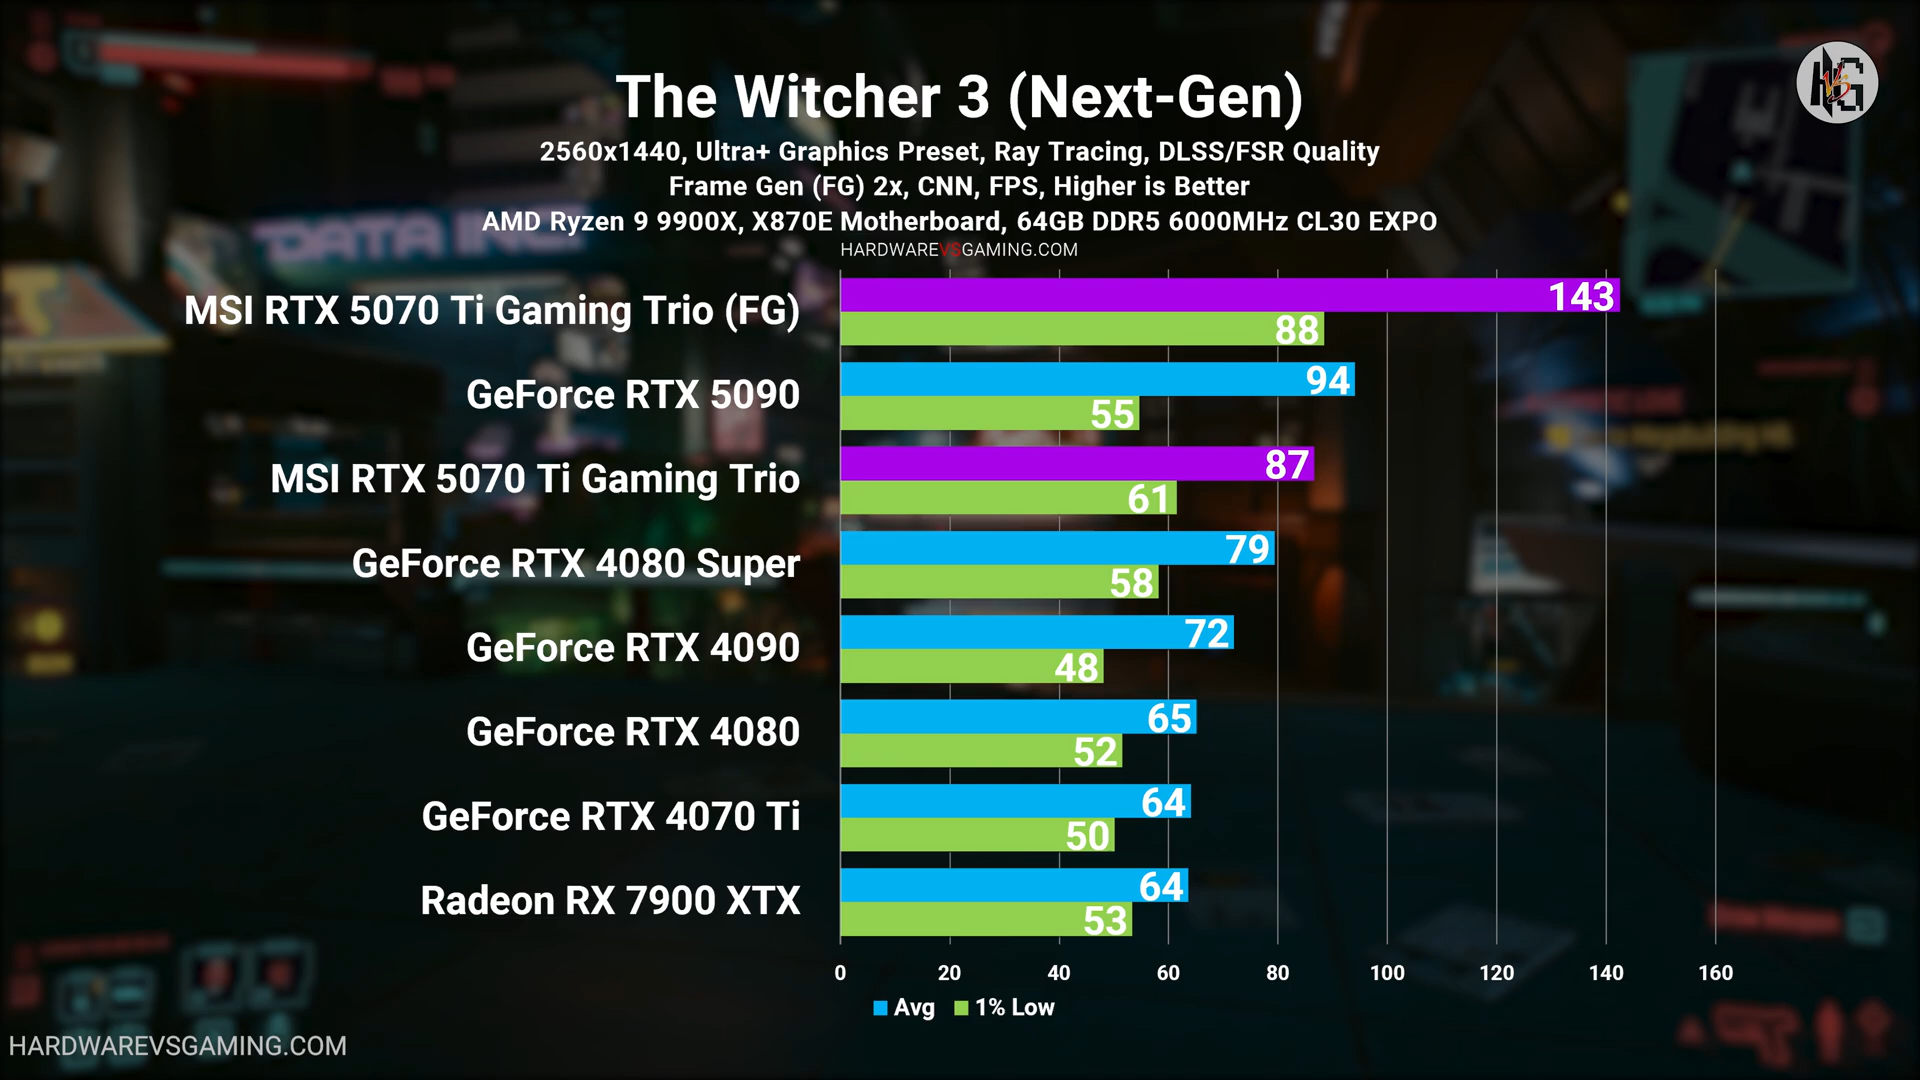 The Witcher 3 (Next-Gen)
2560x1440, Ultra+ Graphics Preset, Ray Tracing, DLSS/FSR Quality
Frame Gen (FG) 2x, CNN, FPS, Higher is Better
AMD Ryzen 9 9900X, X870E Motherboard, 64GB DDR5 6000MHz CL30 EXPO
HARDWAREVSGAMING.COM
MSI RTX 5070 Ti Gaming Trio (FG)
143
88
GeForce RTX 5090
94
55
MSI RTX 5070 Ti Gaming Trio
87
61
GeForce RTX 4080 Super
79
58
GeForce RTX 4090
72
48
GeForce RTX 4080
65
52
GeForce RTX 4070 Ti
64
50
Radeon RX 7900 XTX
64
53
0 20 40 60 80 100 120 140 160
Avg 1% Low
HARDWAREVSGAMING.COM
DATA INC